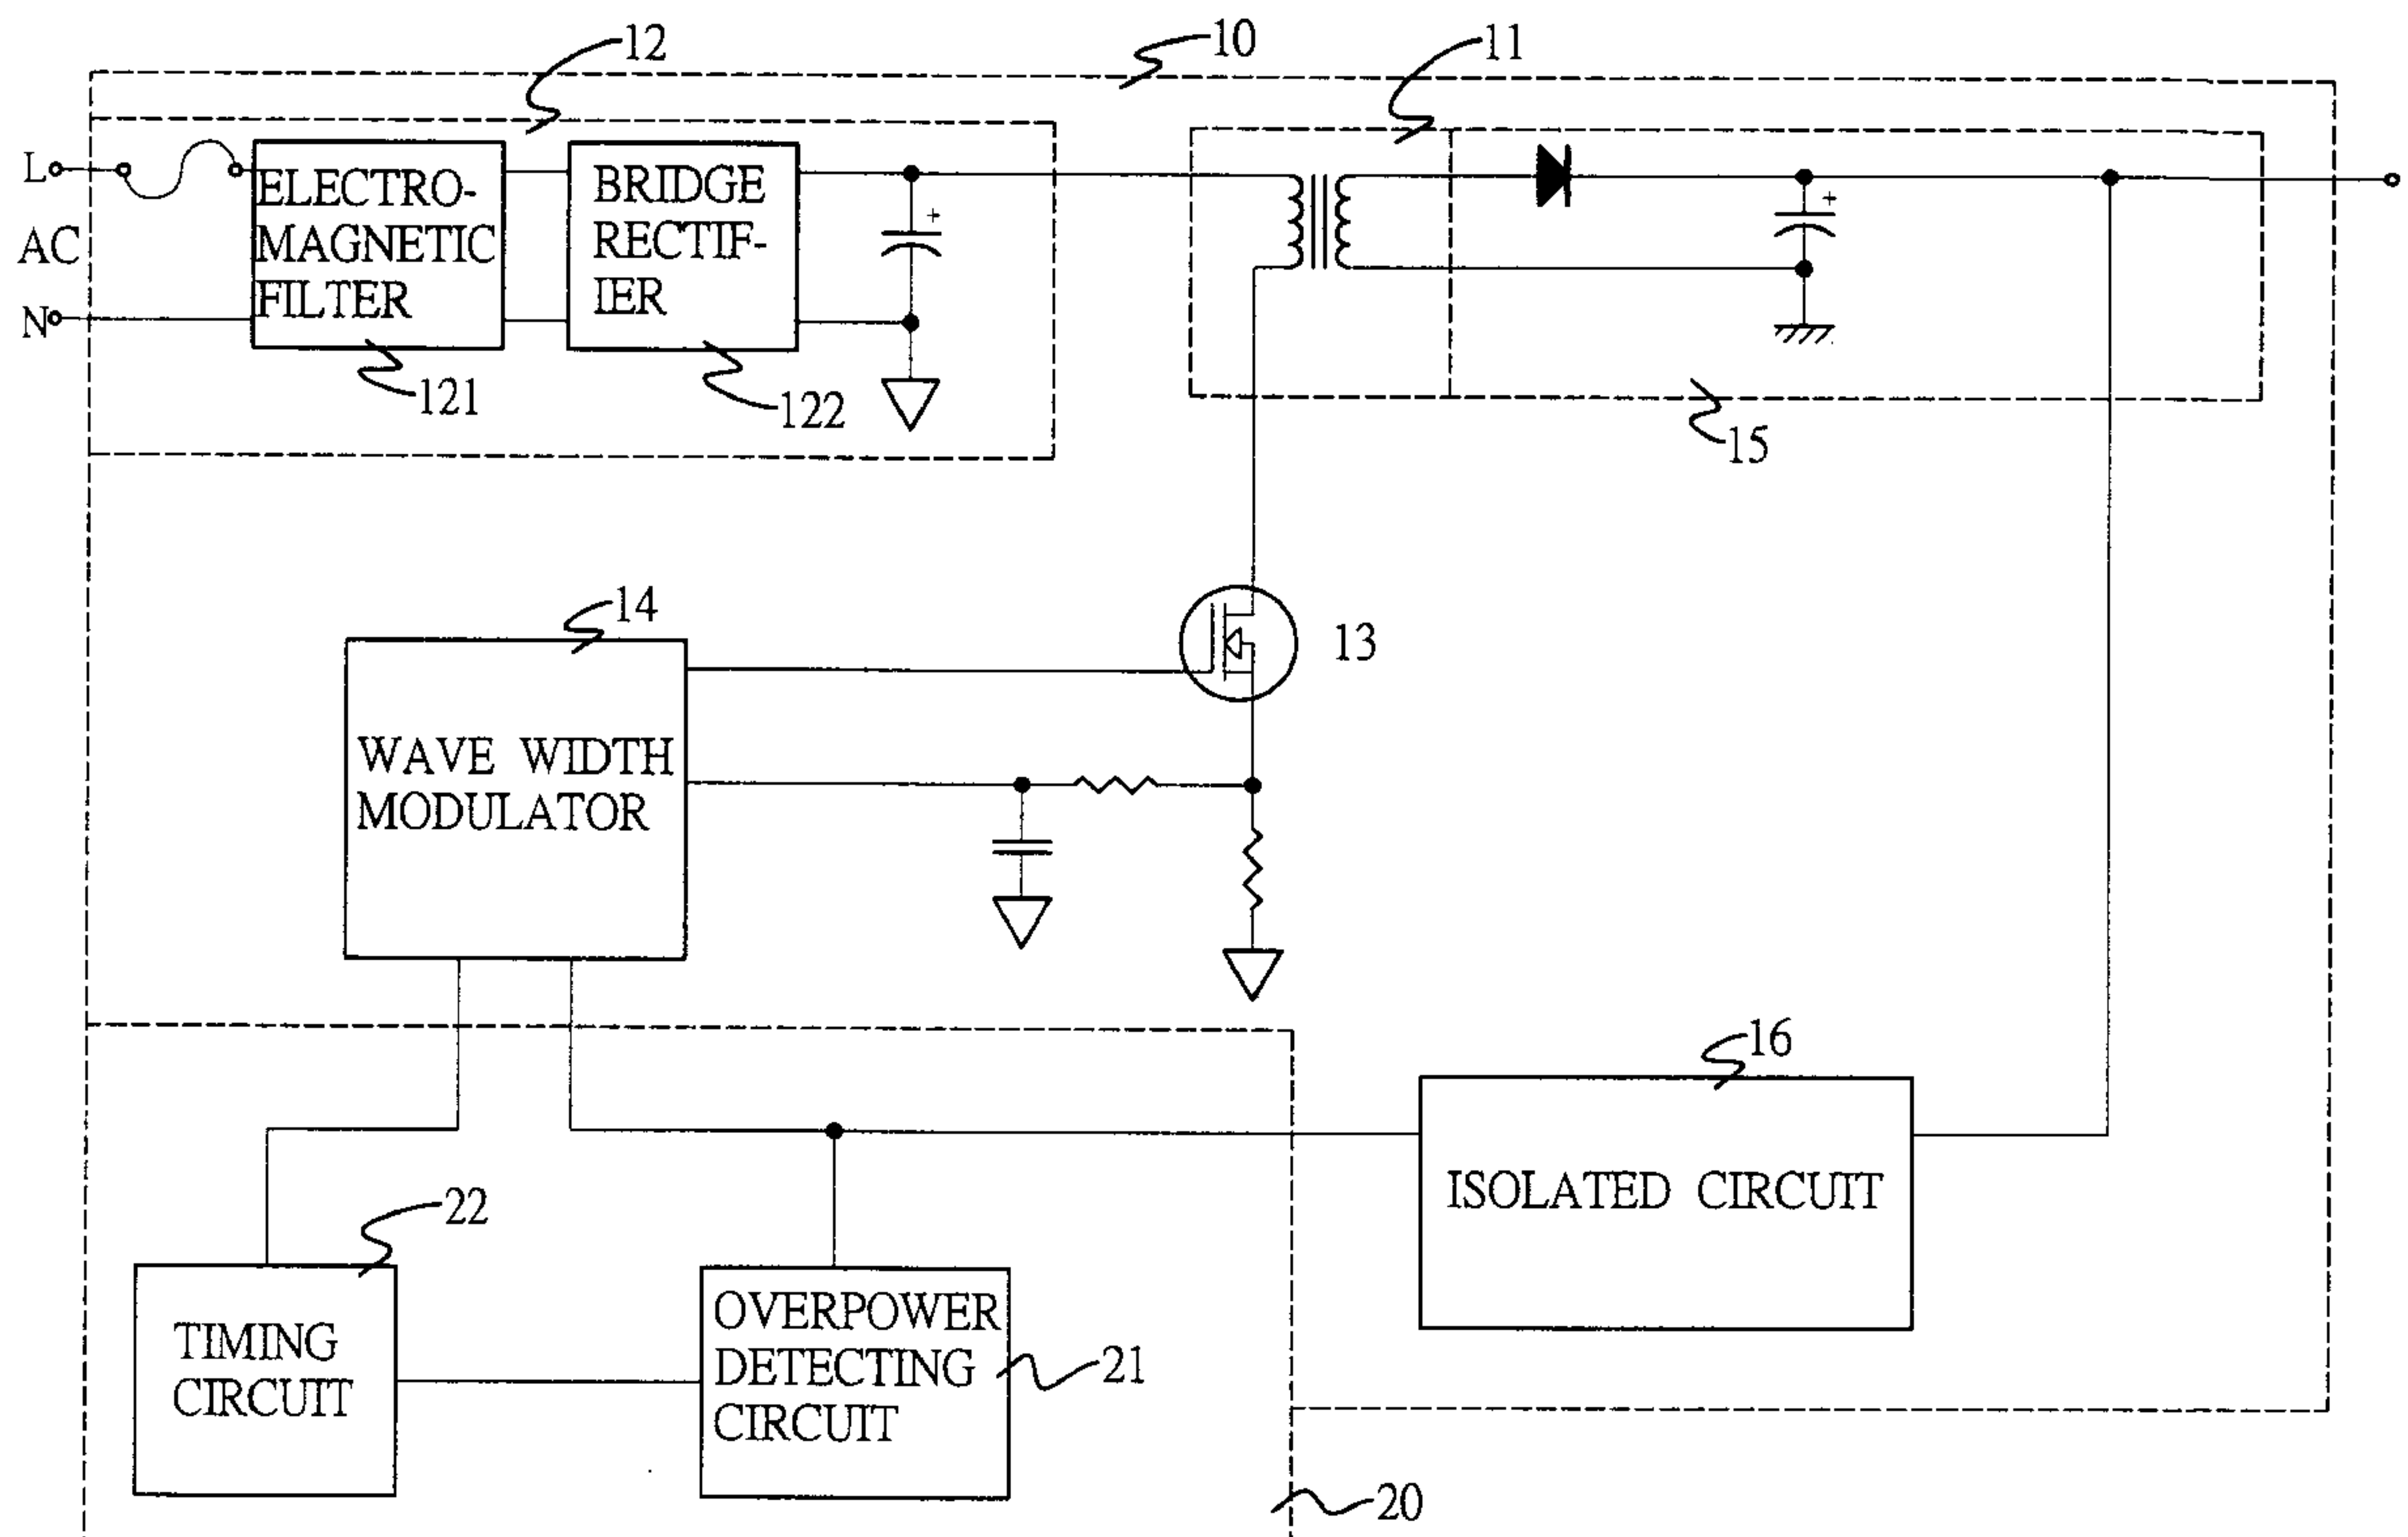 12
10
11
L
AC
N
ELECTRO-
MAGNETIC
FILTER
BRIDGE
RECTIF-
IER
+
+
121
122
15
14
13
WAVE WIDTH
MODULATOR
16
ISOLATED CIRCUIT
22
TIMING
CIRCUIT
OVERPOWER
DETECTING
CIRCUIT
21
20